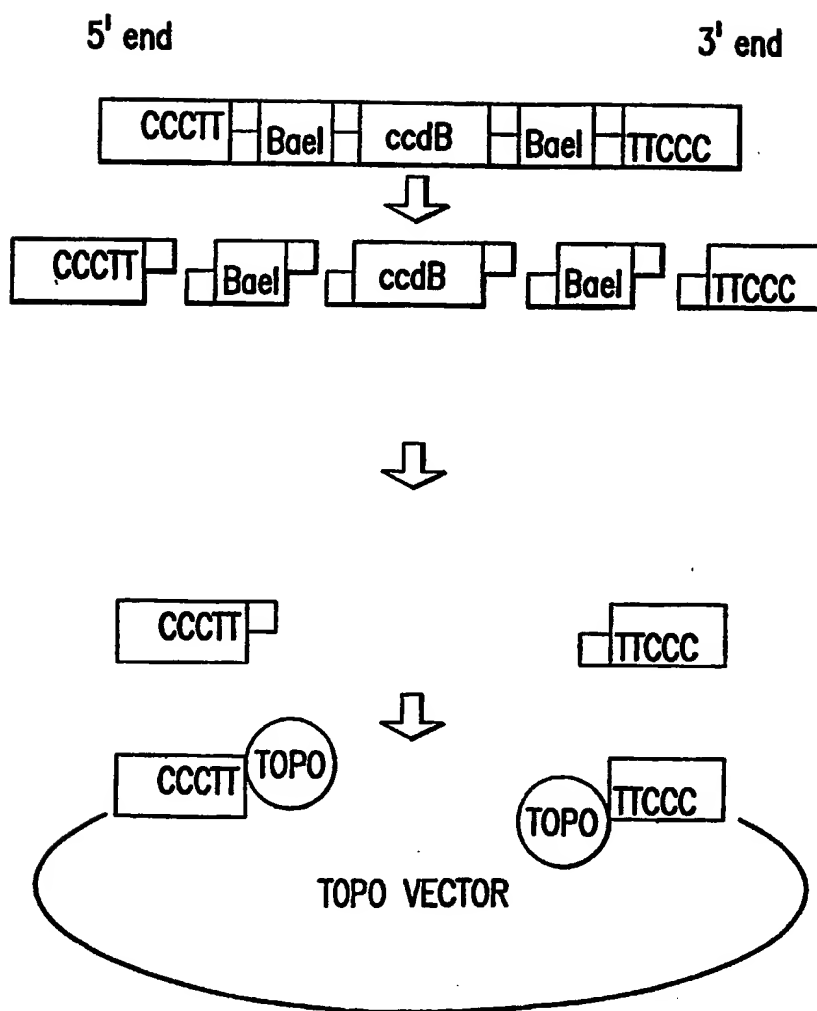 5' end 3' end
CCCTT BaeI ccdB BaeI TTCCC
CCCTT BaeI ccdB BaeI TTCCC
CCCTT TTCCC
CCCTT TOPO TOPO TTCCC
TOPO VECTOR